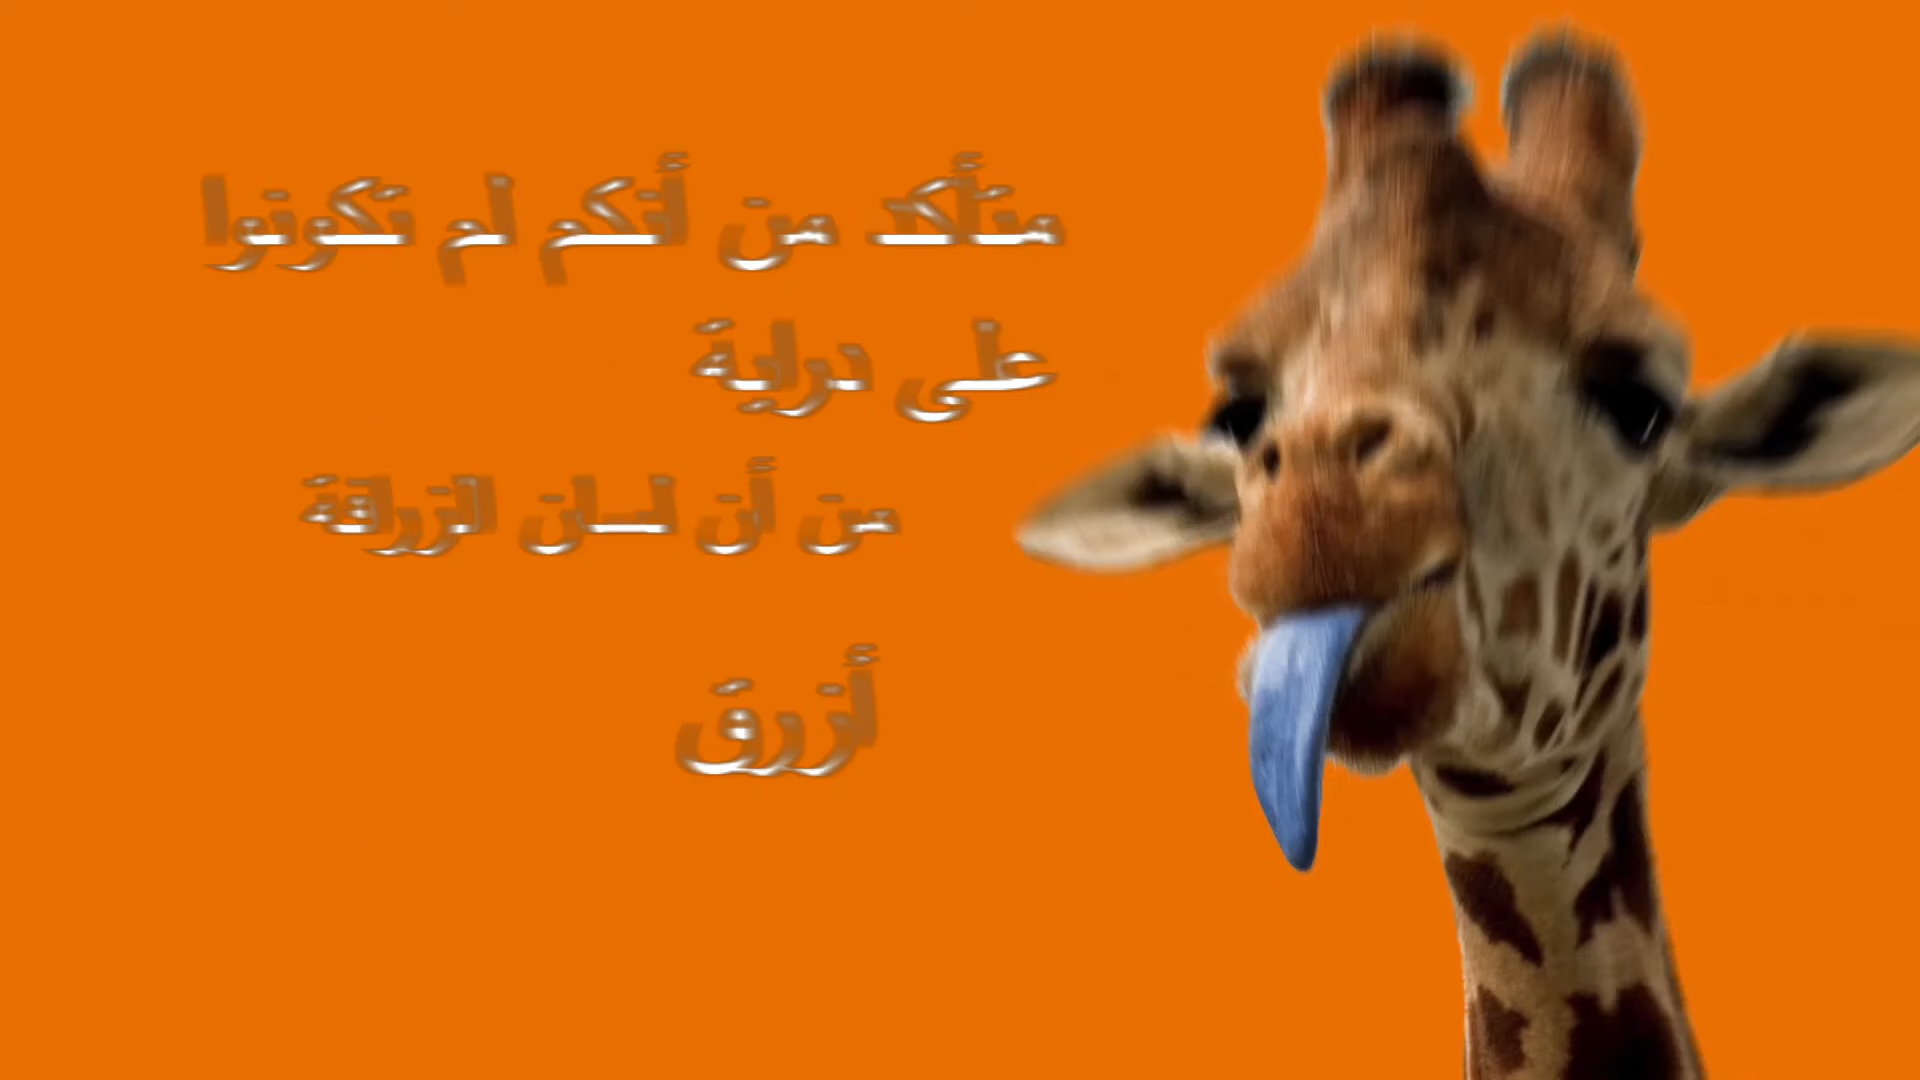 متأكد من أنكم لم تكونوا
على دراية
من أن لسان الزرافة
أزرق